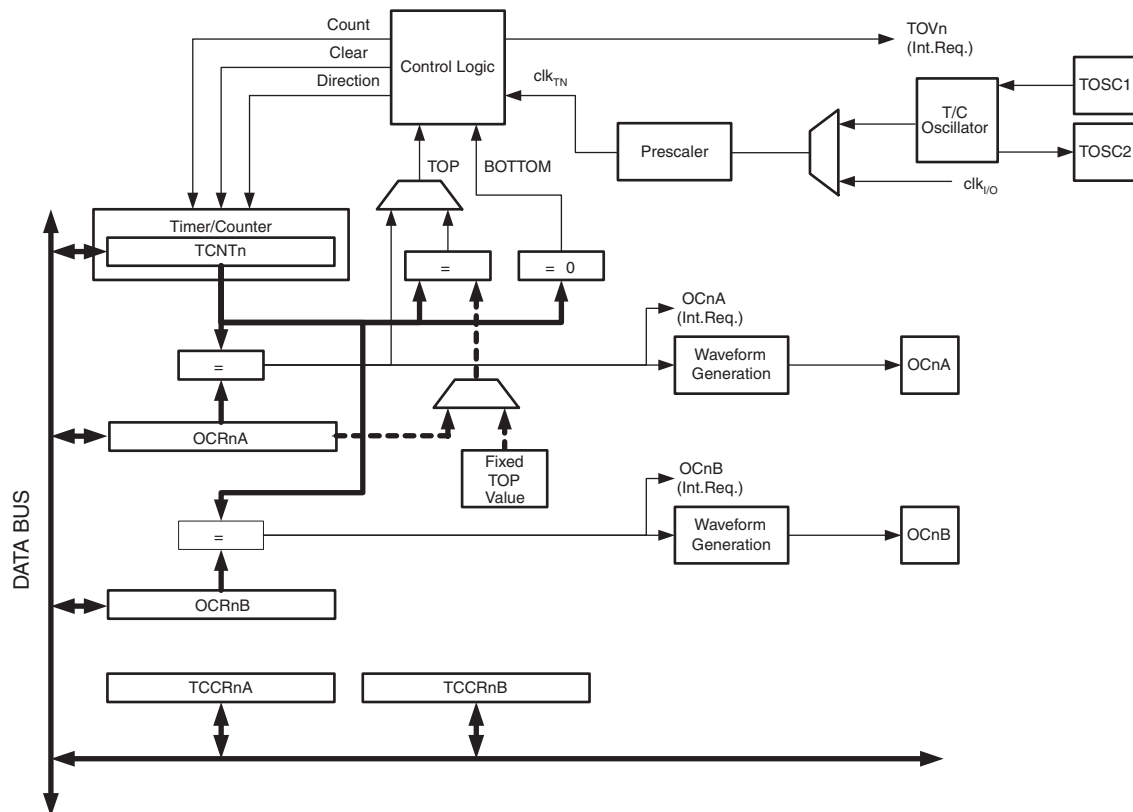 Count
Clear
Direction
Control Logic
clkTN
TOVn
(Int.Req.)
TOSC1
T/C
Oscillator
TOSC2
Prescaler
clkI/O
TOP
BOTTOM
Timer/Counter
TCNTn
=
= 0
OCnA
(Int.Req.)
=
Waveform
Generation
OCnA
OCRnA
Fixed
TOP
Value
OCnB
(Int.Req.)
=
Waveform
Generation
OCnB
OCRnB
DATA BUS
TCCRnA
TCCRnB